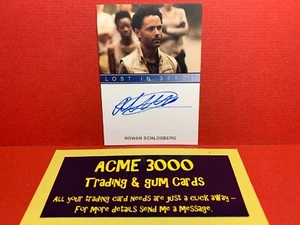 LOST IN SPACE
ROWAN SCHLOSBERG
ACME 3000
Trading & Gum Cards
All your trading card needs are just a click away –
For more details send me a message.